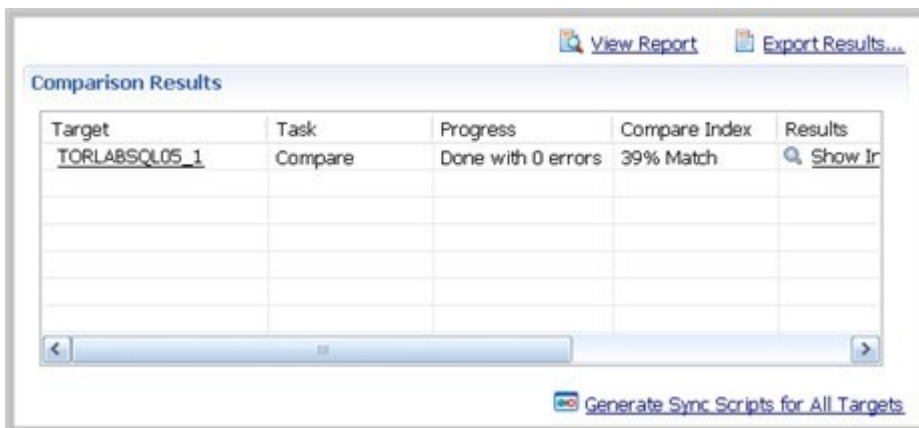 View Report Export Results...
Comparison Results
Target Task Progress Compare Index Results
TORLABSQL05_1 Compare Done with 0 errors 39% Match Show Ir
Generate Sync Scripts for All Targets